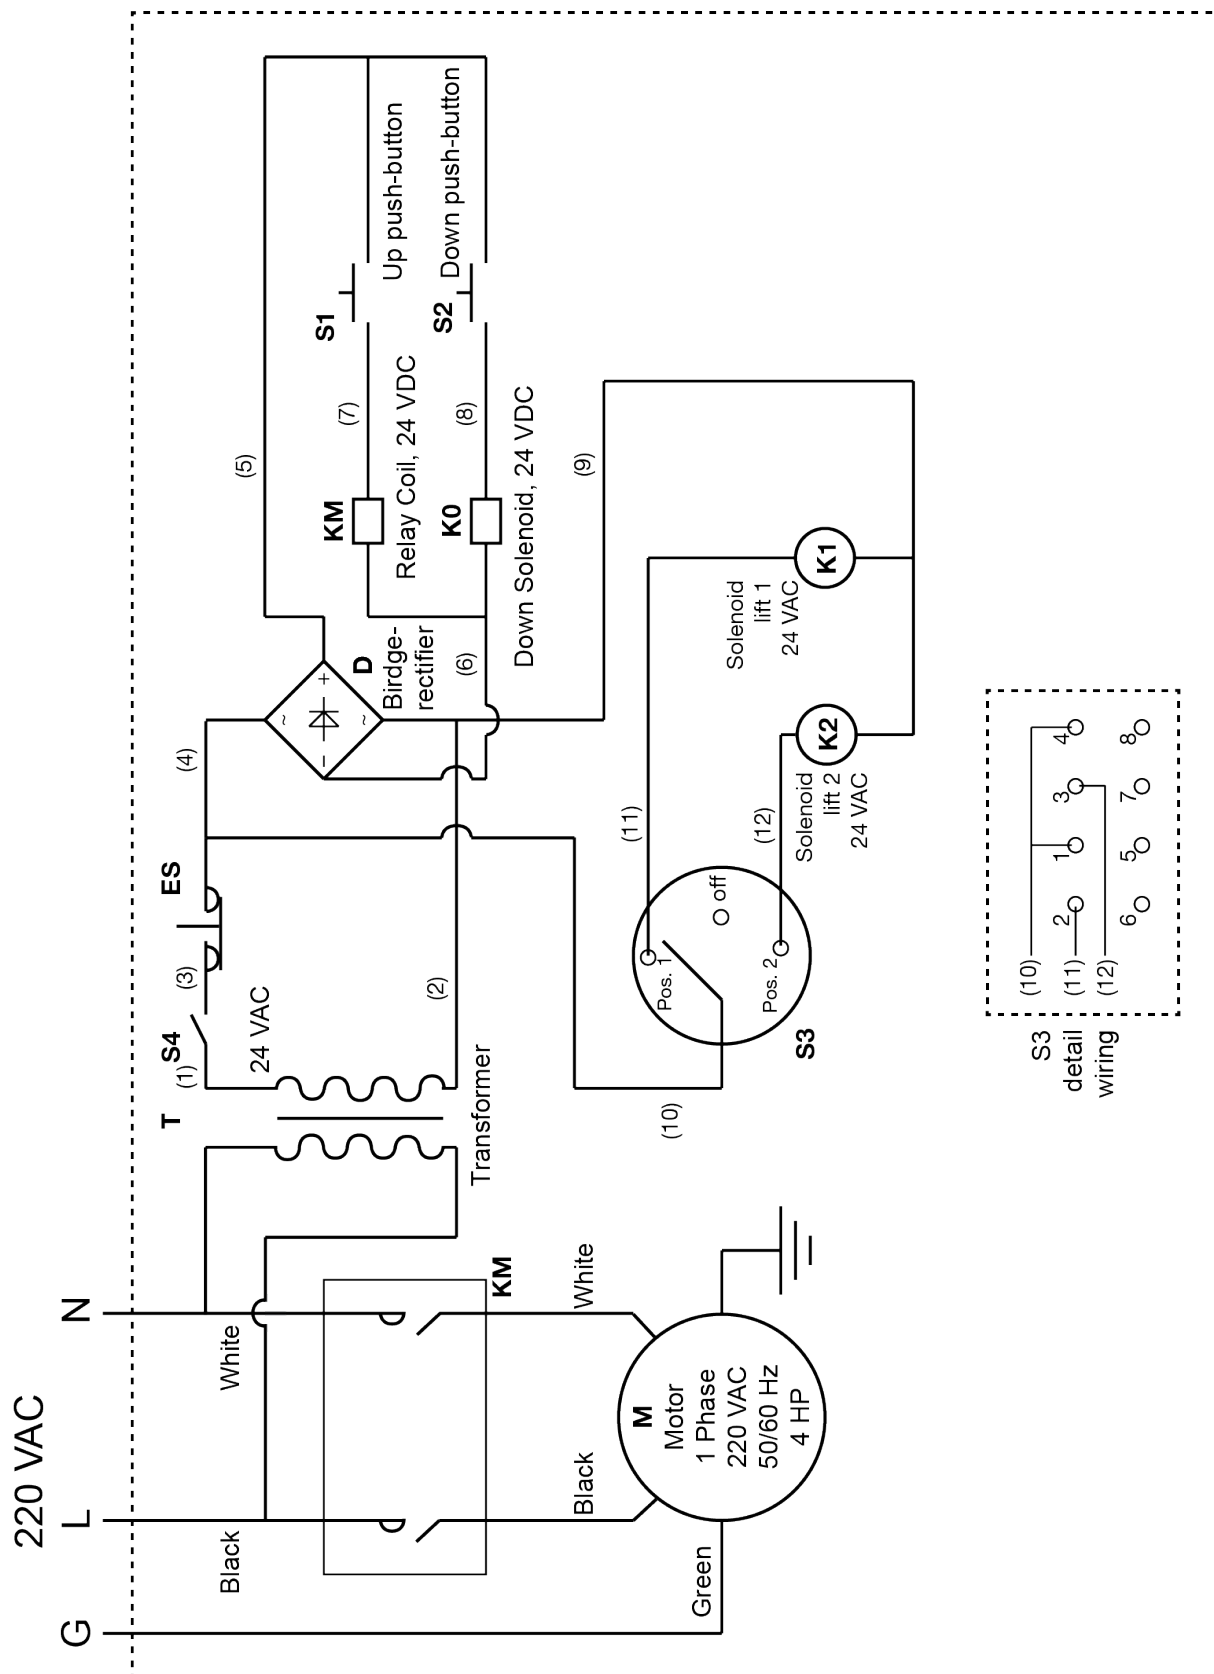 220 VAC
G
L
N
Black
White
Green
Black
White
KM
M
Motor
1 Phase
220 VAC
50/60 Hz
4 HP
T
Transformer
24 VAC
(1)
S4
(3)
ES
(4)
(2)
(10)
S3
Pos. 1
Pos. 2
off
(11)
(12)
D
Birdge-
rectifier
~
~
+
−
(5)
(6)
KM
Relay Coil, 24 VDC
K0
Down Solenoid, 24 VDC
(7)
(8)
(9)
S1
Up push-button
S2
Down push-button
Solenoid
lift 1
24 VAC
K1
Solenoid
lift 2
24 VAC
K2
S3
detail
wiring
(10)
(11)
(12)
2
1
3
4
6
5
7
8